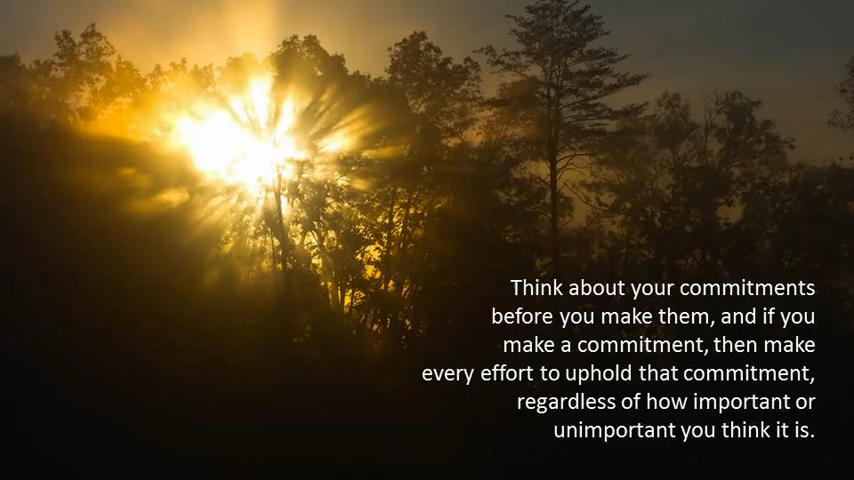 Think about your commitments
before you make them, and if you
make a commitment, then make
every effort to uphold that commitment,
regardless of how important or
unimportant you think it is.